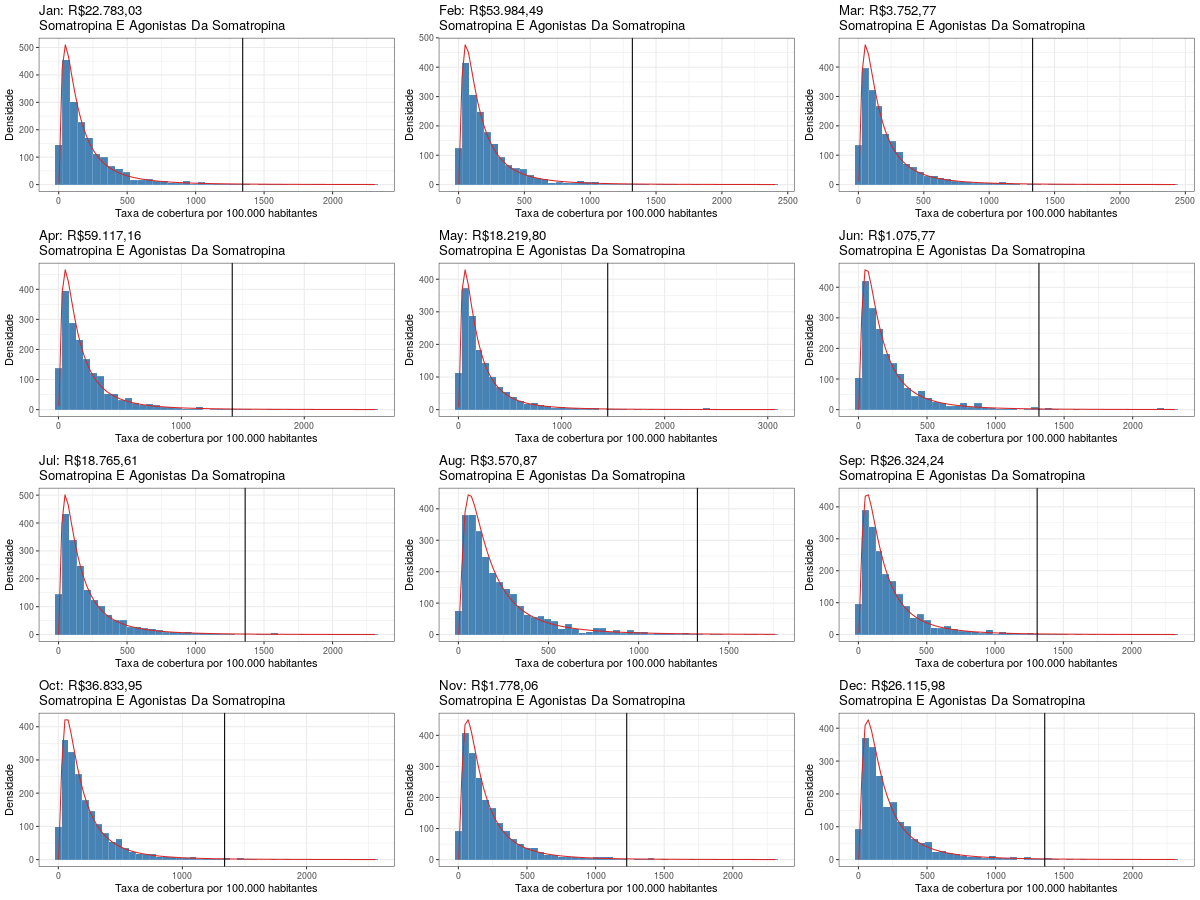 Jan: R$22.783,03
Somatropina E Agonistas Da Somatropina
Densidade
500
400
300
200
100
0
0 500 1000 1500 2000
Taxa de cobertura por 100.000 habitantes
Feb: R$53.984,49
Somatropina E Agonistas Da Somatropina
Densidade
500
400
300
200
100
0
0 500 1000 1500 2000 2500
Taxa de cobertura por 100.000 habitantes
Mar: R$3.752,77
Somatropina E Agonistas Da Somatropina
Densidade
400
300
200
100
0
0 500 1000 1500 2000 2500
Taxa de cobertura por 100.000 habitantes
Apr: R$59.117,16
Somatropina E Agonistas Da Somatropina
Densidade
400
300
200
100
0
0 1000 2000
Taxa de cobertura por 100.000 habitantes
May: R$18.219,80
Somatropina E Agonistas Da Somatropina
Densidade
400
300
200
100
0
0 1000 2000 3000
Taxa de cobertura por 100.000 habitantes
Jun: R$1.075,77
Somatropina E Agonistas Da Somatropina
Densidade
400
300
200
100
0
0 500 1000 1500 2000
Taxa de cobertura por 100.000 habitantes
Jul: R$18.765,61
Somatropina E Agonistas Da Somatropina
Densidade
500
400
300
200
100
0
0 500 1000 1500 2000
Taxa de cobertura por 100.000 habitantes
Aug: R$3.570,87
Somatropina E Agonistas Da Somatropina
Densidade
400
300
200
100
0
0 500 1000 1500
Taxa de cobertura por 100.000 habitantes
Sep: R$26.324,24
Somatropina E Agonistas Da Somatropina
Densidade
400
300
200
100
0
0 500 1000 1500 2000
Taxa de cobertura por 100.000 habitantes
Oct: R$36.833,95
Somatropina E Agonistas Da Somatropina
Densidade
400
300
200
100
0
0 1000 2000
Taxa de cobertura por 100.000 habitantes
Nov: R$1.778,06
Somatropina E Agonistas Da Somatropina
Densidade
400
300
200
100
0
0 500 1000 1500 2000
Taxa de cobertura por 100.000 habitantes
Dec: R$26.115,98
Somatropina E Agonistas Da Somatropina
Densidade
400
300
200
100
0
0 500 1000 1500 2000
Taxa de cobertura por 100.000 habitantes